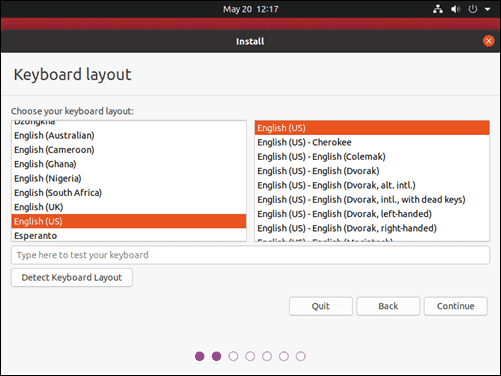 May 20 12:17
Install
Keyboard layout
Choose your keyboard layout:
Dzongkha
English (Australian)
English (Cameroon)
English (Ghana)
English (Nigeria)
English (South Africa)
English (UK)
English (US)
Esperanto
English (US)
English (US) - Cherokee
English (US) - English (Colemak)
English (US) - English (Dvorak)
English (US) - English (Dvorak, alt. intl.)
English (US) - English (Dvorak, intl., with dead keys)
English (US) - English (Dvorak, left-handed)
English (US) - English (Dvorak, right-handed)
English (US) - English (Macintosh)
Type here to test your keyboard
Detect Keyboard Layout
Quit
Back
Continue